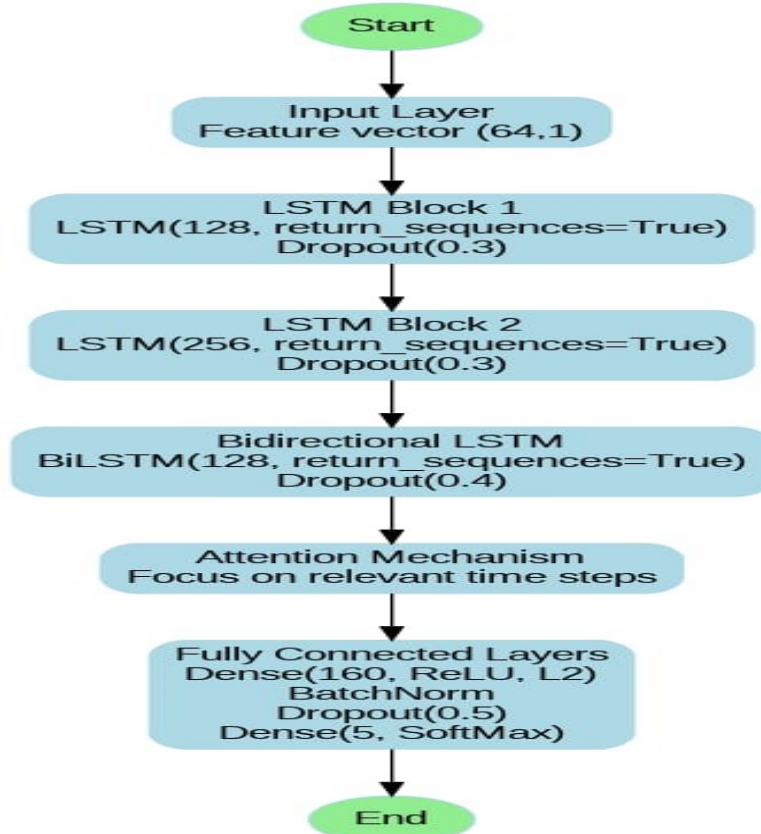 Start
Input Layer
Feature vector (64,1)
LSTM Block 1
LSTM(128, return_sequences=True)
Dropout(0.3)
LSTM Block 2
LSTM(256, return_sequences=True)
Dropout(0.3)
Bidirectional LSTM
BiLSTM(128, return_sequences=True)
Dropout(0.4)
Attention Mechanism
Focus on relevant time steps
Fully Connected Layers
Dense(160, ReLU, L2)
BatchNorm
Dropout(0.5)
Dense(5, SoftMax)
End